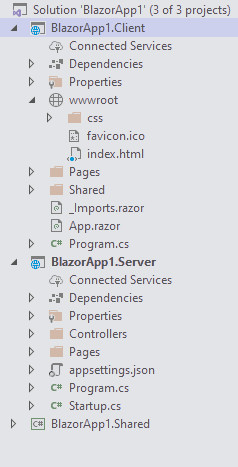 Solution 'BlazorApp1' (3 of 3 projects)
BlazorApp1.Client
Connected Services
Dependencies
Properties
wwwroot
css
favicon.ico
index.html
Pages
Shared
_Imports.razor
App.razor
C# Program.cs
BlazorApp1.Server
Connected Services
Dependencies
Properties
Controllers
Pages
appsettings.json
C# Program.cs
C# Startup.cs
C# BlazorApp1.Shared